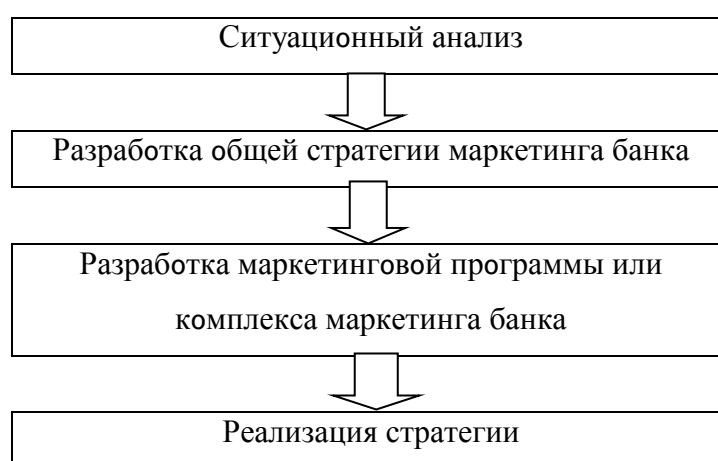 Ситуационный анализ
Разработка общей стратегии маркетинга банка
Разработка маркетинговой программы или
комплекса маркетинга банка
Реализация стратегии